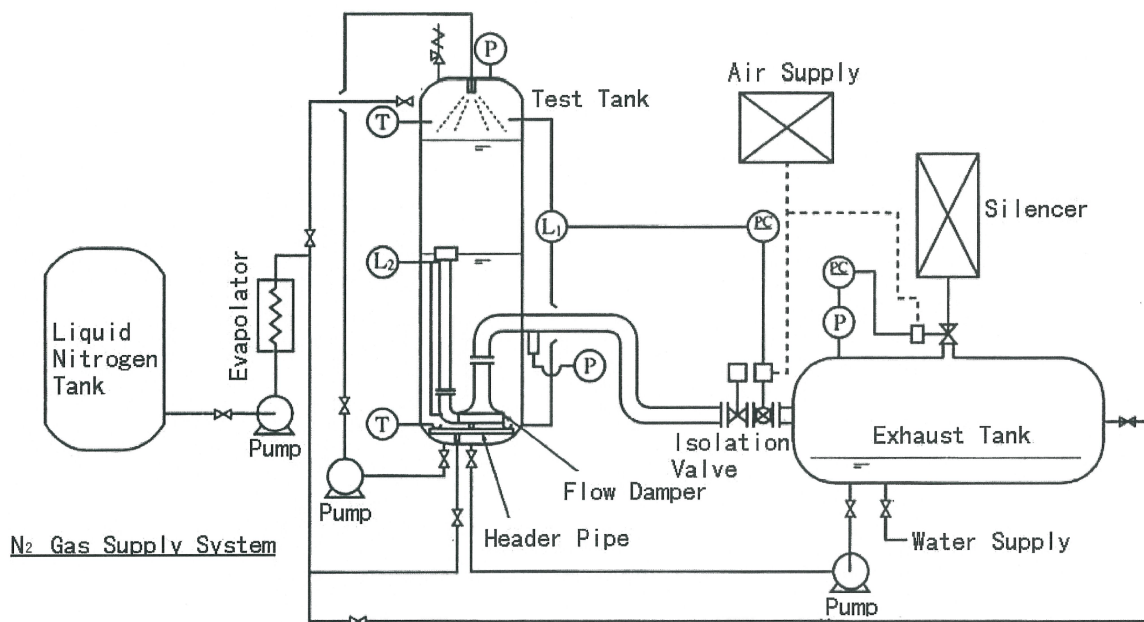 P
Test Tank
T
Air Supply
Silencer
L₁
PC
L₂
PC
P
P
Evapolator
Liquid
Nitrogen
Tank
Pump
T
Isolation
Valve
Exhaust Tank
Flow Damper
Pump
Header Pipe
N₂ Gas Supply System
Water Supply
Pump